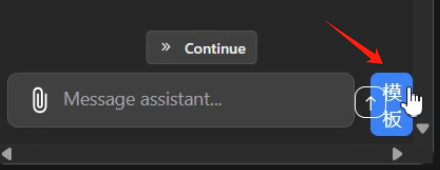 Continue
Message assistant...
模
板